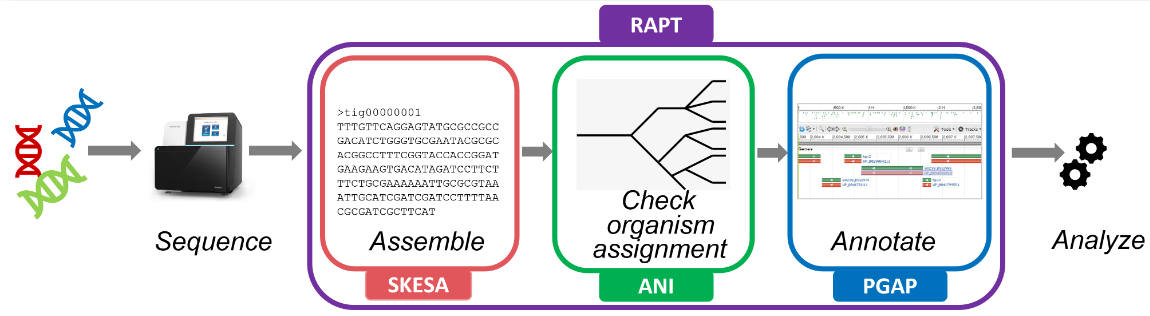 RAPT
>tig00000001
TTTGTTCAGGAGTATGCGCCGCC
GACATCTGGGTGCGAATACGCGC
ACGGCCTTTCGGTACCACCGGAT
GAAGAAGTGACATAGATCCTTCT
TTCTGCGAAAAAATTGCGCGTAA
ATTGCATCGATCGATCCTTTTAA
CGCGATCGCTTCAT
Sequence
Assemble
Check
organism
assignment
Annotate
Analyze
SKESA
ANI
PGAP